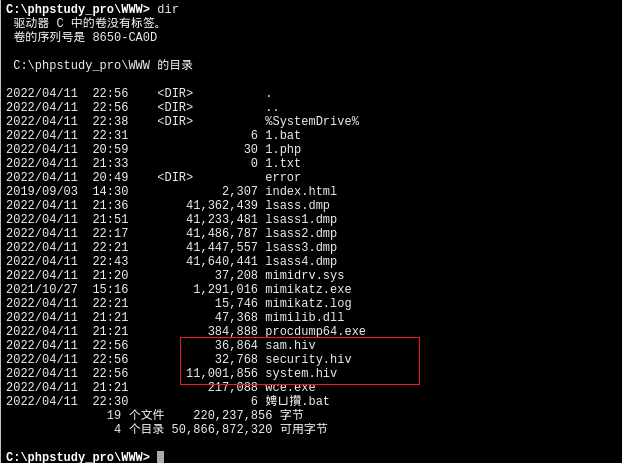 C:\phpstudy_pro\WWW> dir
驱动器 C 中的卷没有标签。
卷的序列号是 8650-CA0D
C:\phpstudy_pro\WWW 的目录
2022/04/11  22:56    <DIR>          .
2022/04/11  22:56    <DIR>          ..
2022/04/11  22:38    <DIR>          %SystemDrive%
2022/04/11  22:31                 6 1.bat
2022/04/11  20:59                30 1.php
2022/04/11  21:33                 0 1.txt
2022/04/11  20:49    <DIR>          error
2019/09/03  14:30             2,307 index.html
2022/04/11  21:36        41,362,439 lsass.dmp
2022/04/11  21:51        41,233,481 lsass1.dmp
2022/04/11  22:17        41,486,787 lsass2.dmp
2022/04/11  22:21        41,447,557 lsass3.dmp
2022/04/11  22:43        41,640,441 lsass4.dmp
2022/04/11  21:20            37,208 mimidrv.sys
2021/10/27  15:16         1,291,016 mimikatz.exe
2022/04/11  22:21            15,746 mimikatz.log
2022/04/11  21:21            47,368 mimilib.dll
2022/04/11  21:21           384,888 procdump64.exe
2022/04/11  22:56            36,864 sam.hiv
2022/04/11  22:56            32,768 security.hiv
2022/04/11  22:56        11,001,856 system.hiv
2022/04/11  21:21           217,088 wce.exe
2022/04/11  22:30                 6 .bat
19 个文件    220,237,856 字节
4 个目录 50,866,872,320 可用字节
C:\phpstudy_pro\WWW>